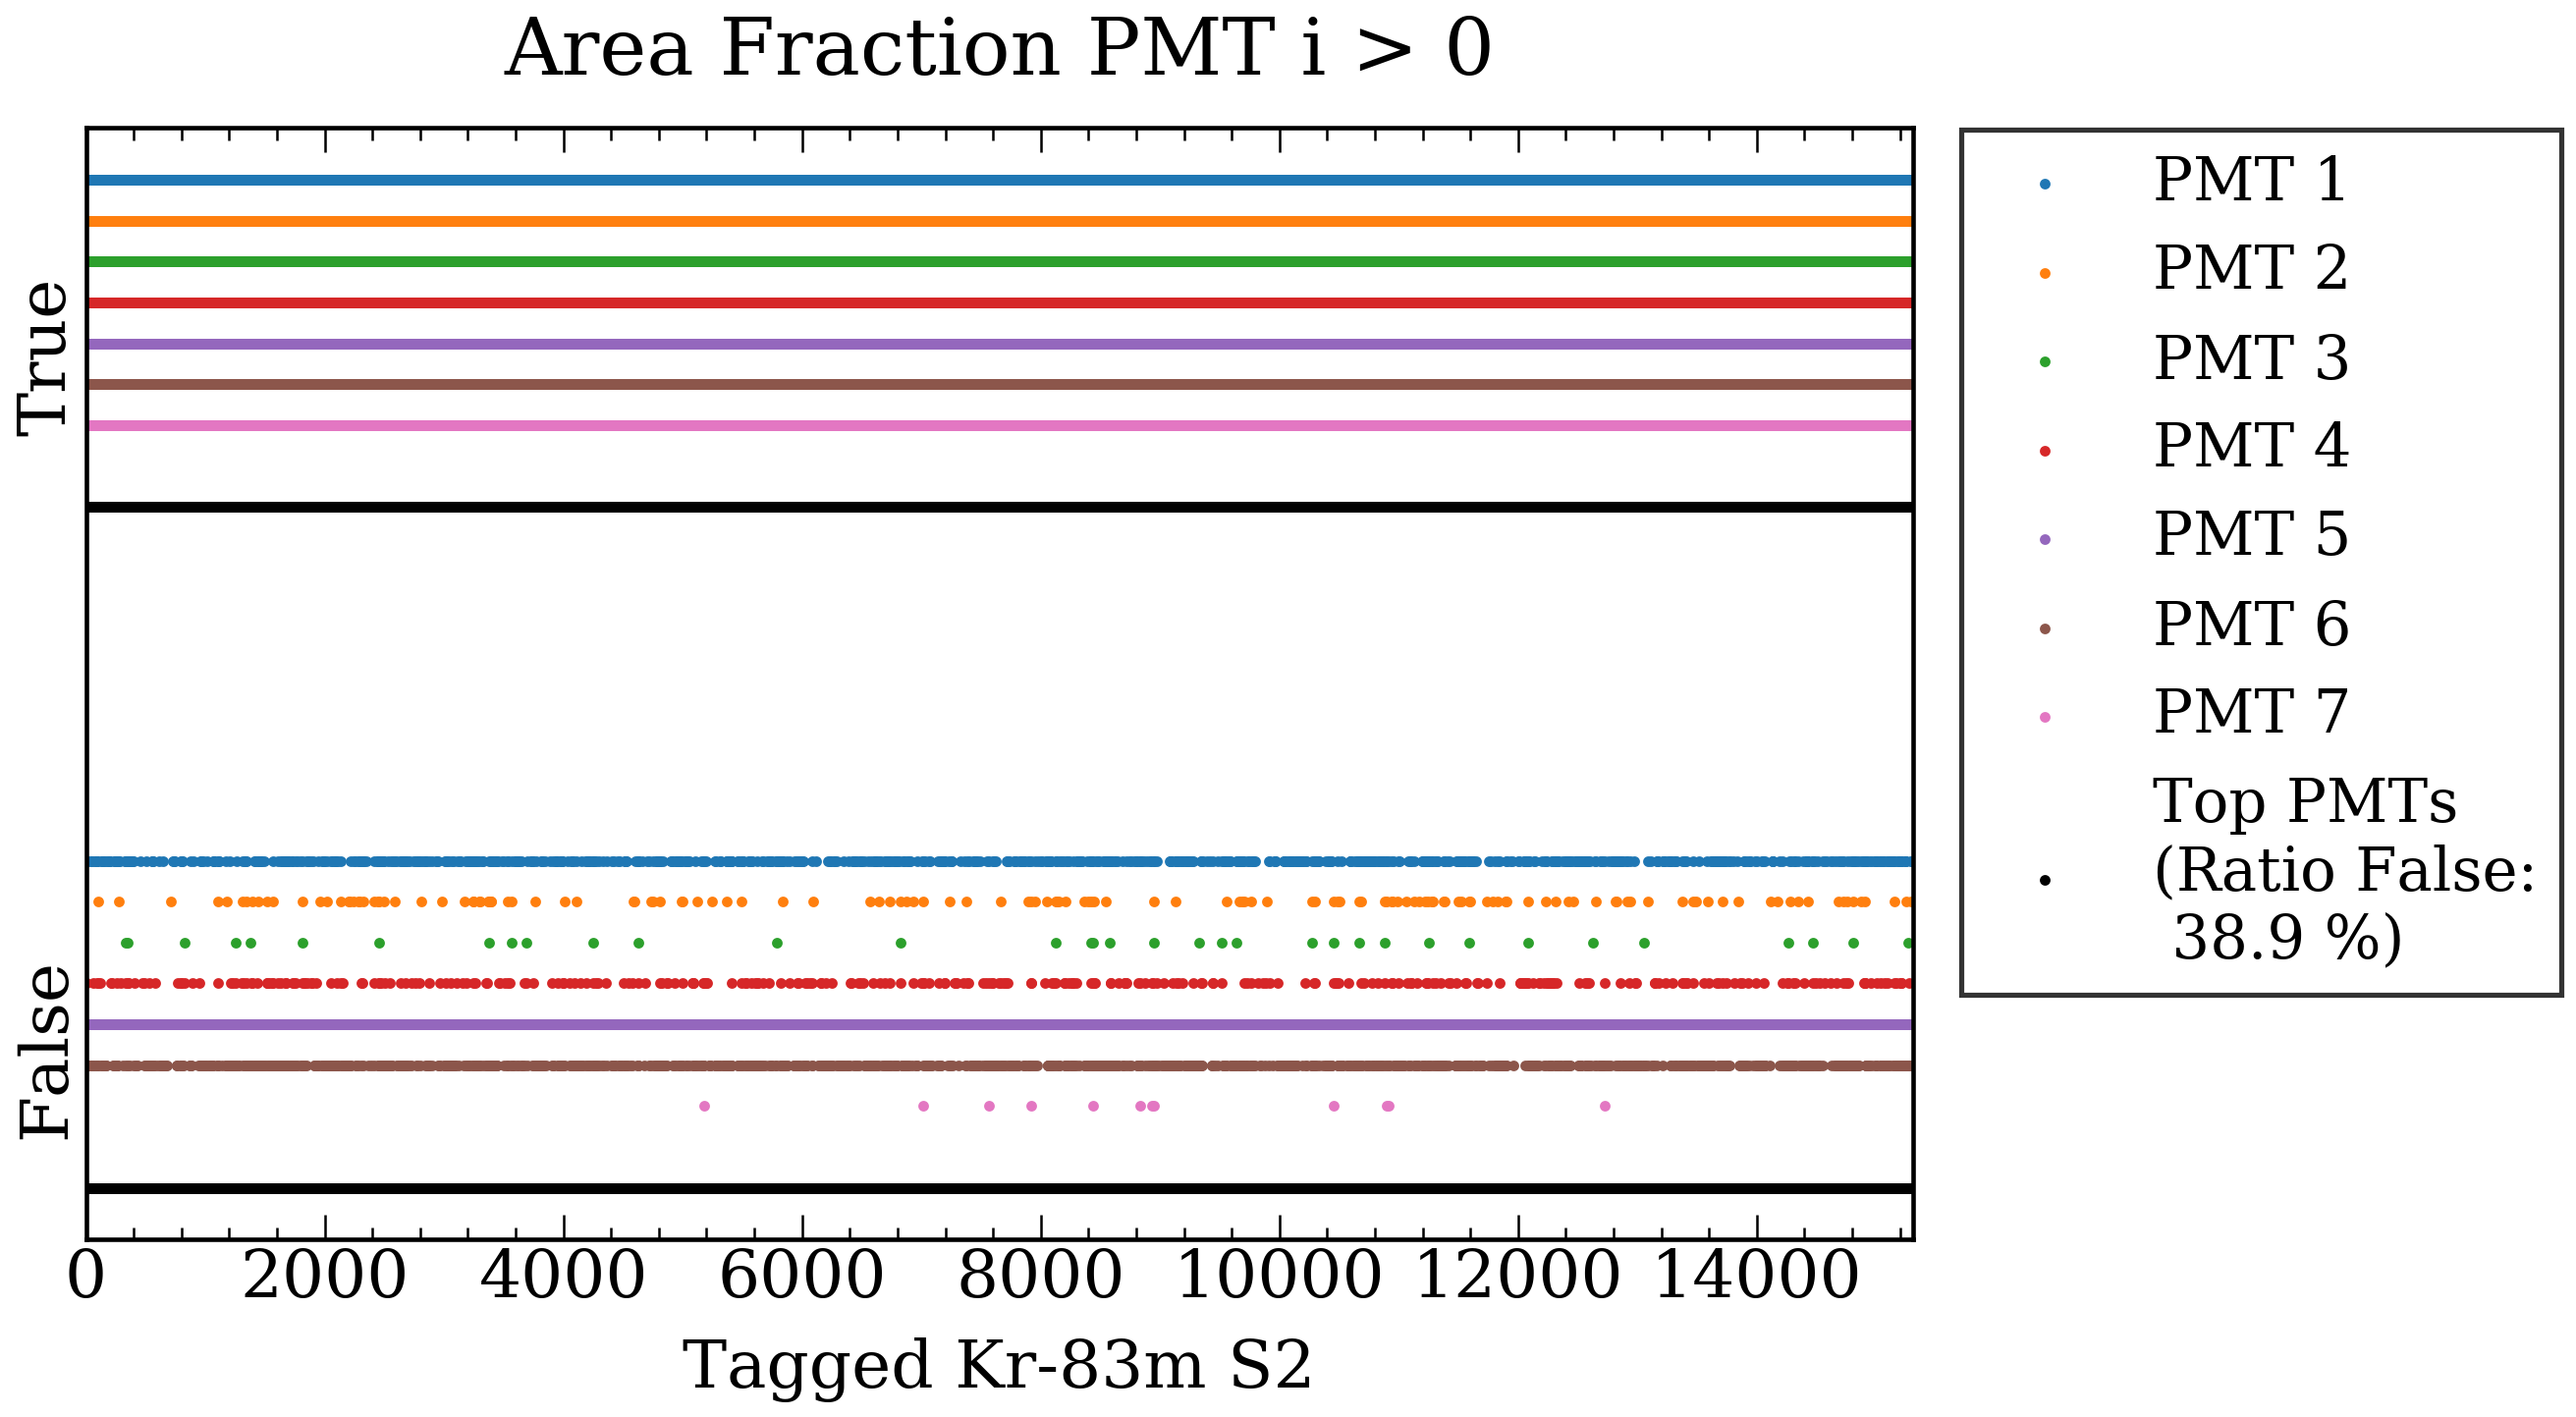 Area Fraction PMT i > 0
True
False
0 2000 4000 6000 8000 10000 12000 14000
Tagged Kr-83m S2
PMT 1
PMT 2
PMT 3
PMT 4
PMT 5
PMT 6
PMT 7
Top PMTs
(Ratio False:
38.9 %)